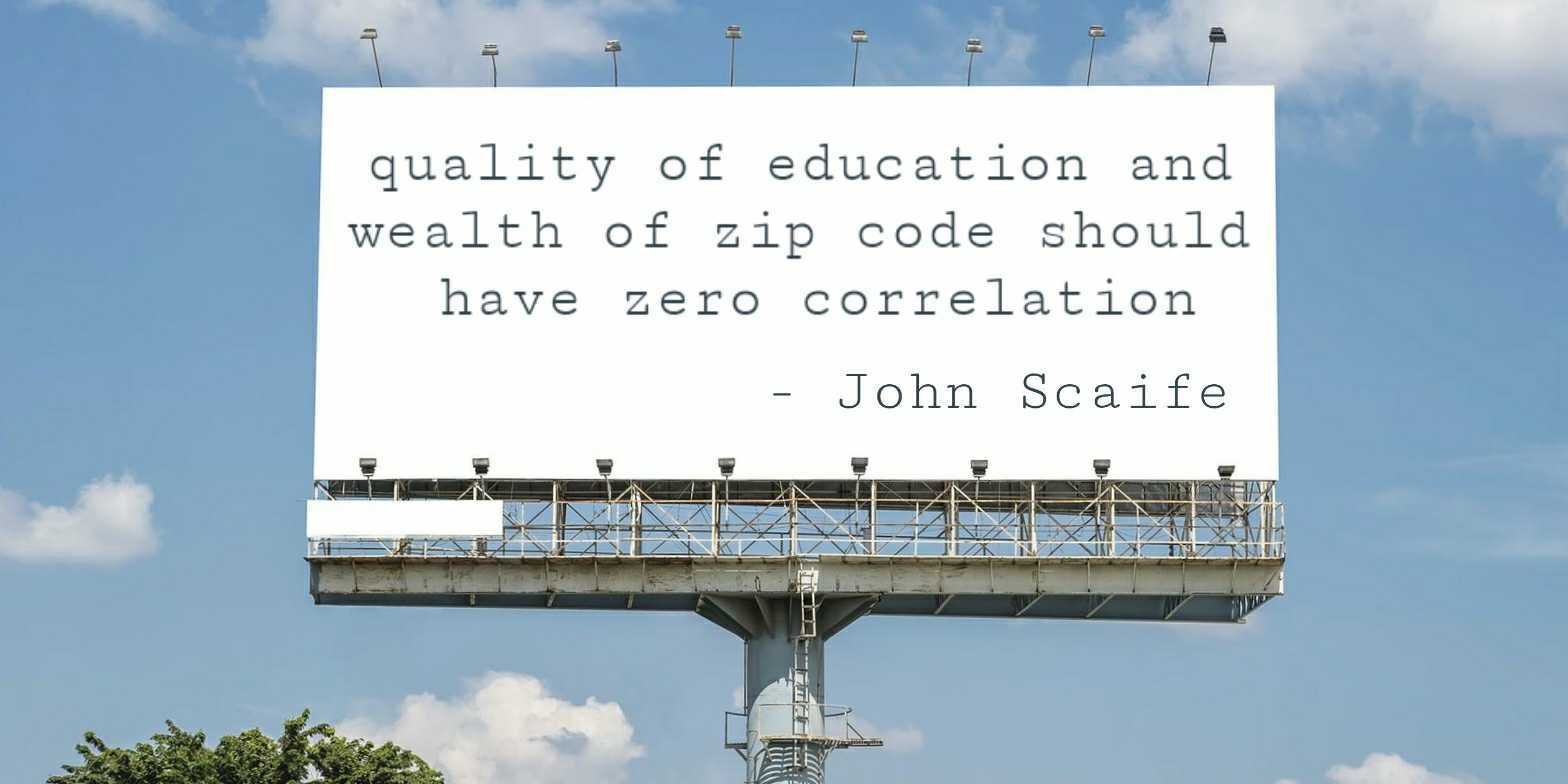 quality of education and
wealth of zip code should
have zero correlation
- John Scaife